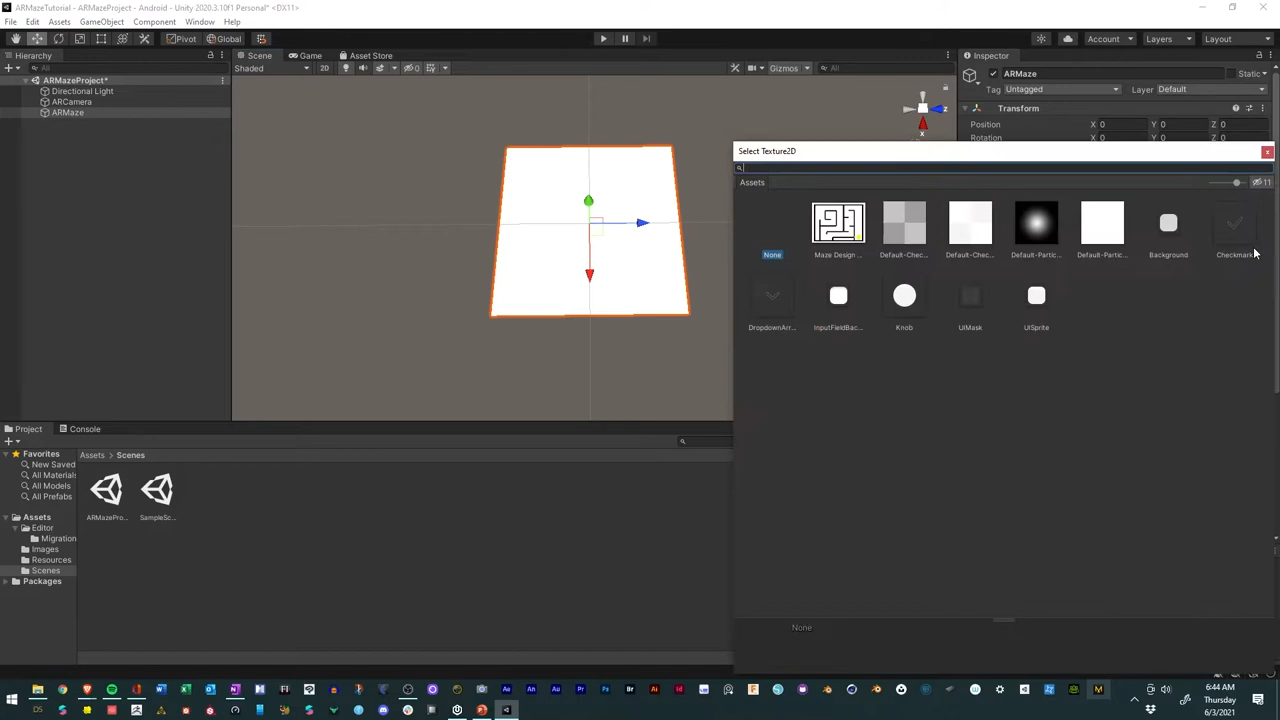 ARMazeTutorial - ARMazeProject - Android - Unity 2020.3.10f1 Personal* <DX11>
File Edit Assets GameObject Component Window Help
Pivot Global Account Layers Layout
Hierarchy Scene Game Asset Store Inspector
All Shaded 2D 0 Gizmos All ARMaze Static
ARMazeProject* Tag Untagged Layer Default
Directional Light
ARCamera Transform
ARMaze
Position X 0 Y 0 Z 0
Rotation
z
x
Select Texture2D
Assets 11
None Maze Design ... Default-Chec... Default-Chec... Default-Partic... Default-Partic... Background Checkmark
DropdownArr... InputFieldBac... Knob UIMask UISprite
Project Console
Favorites Assets > Scenes
New Saved
All Materials
All Models
All Prefabs
ARMazePro... SampleSc...
Assets
Editor
Migration
Images
Resources
Scenes
Packages
None
6:44 AM
Thursday
6/3/2021